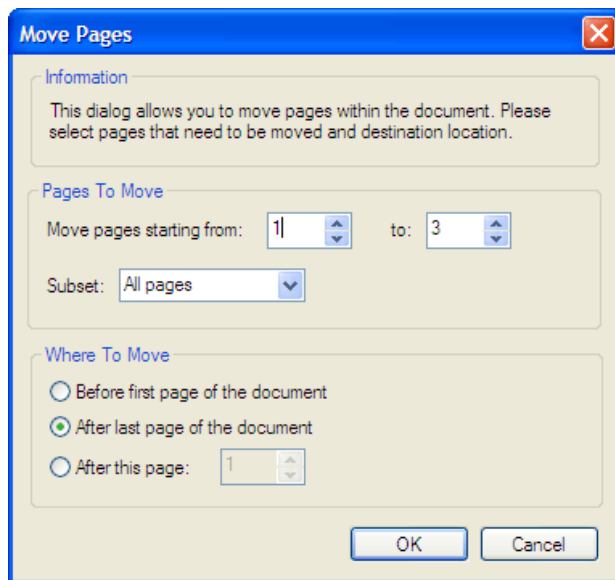 Move Pages
Information
This dialog allows you to move pages within the document. Please
select pages that need to be moved and destination location.
Pages To Move
Move pages starting from: 1 to: 3
Subset: All pages
Where To Move
Before first page of the document
After last page of the document
After this page: 1
OK Cancel